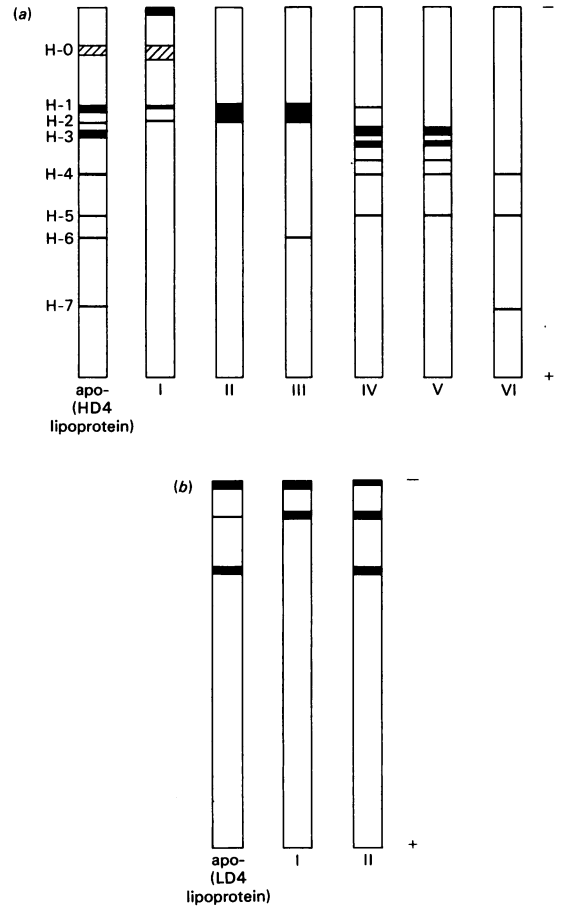 (a)
−
H-0
H-1
H-2
H-3
H-4
H-5
H-6
H-7
+
apo-
(HD4
lipoprotein)
I
II
III
IV
V
VI
(b)
−
+
apo-
(LD4
lipoprotein)
I
II